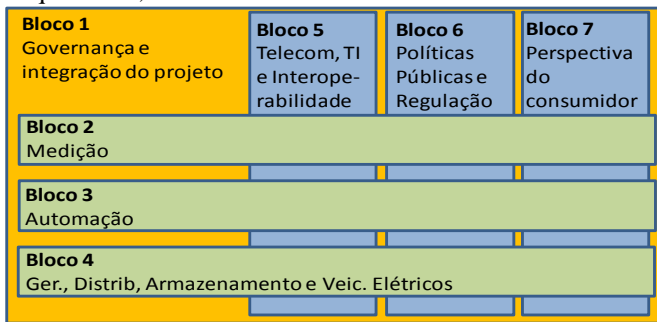 Bloco 1
Governança e
integração do projeto
Bloco 5
Telecom, TI
e Interope-
rabilidade
Bloco 6
Políticas
Públicas e
Regulação
Bloco 7
Perspectiva
do
consumidor
Bloco 2
Medição
Bloco 3
Automação
Bloco 4
Ger., Distrib, Armazenamento e Veic. Elétricos